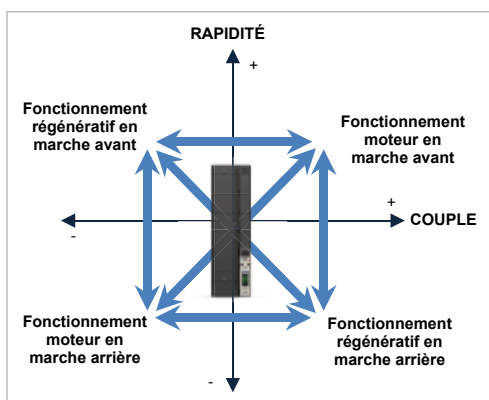 RAPIDITÉ
+
Fonctionnement
régénératif en
marche avant
Fonctionnement
moteur en
marche avant
+
COUPLE
-
Fonctionnement
moteur en
marche arrière
Fonctionnement
régénératif en
marche arrière
-